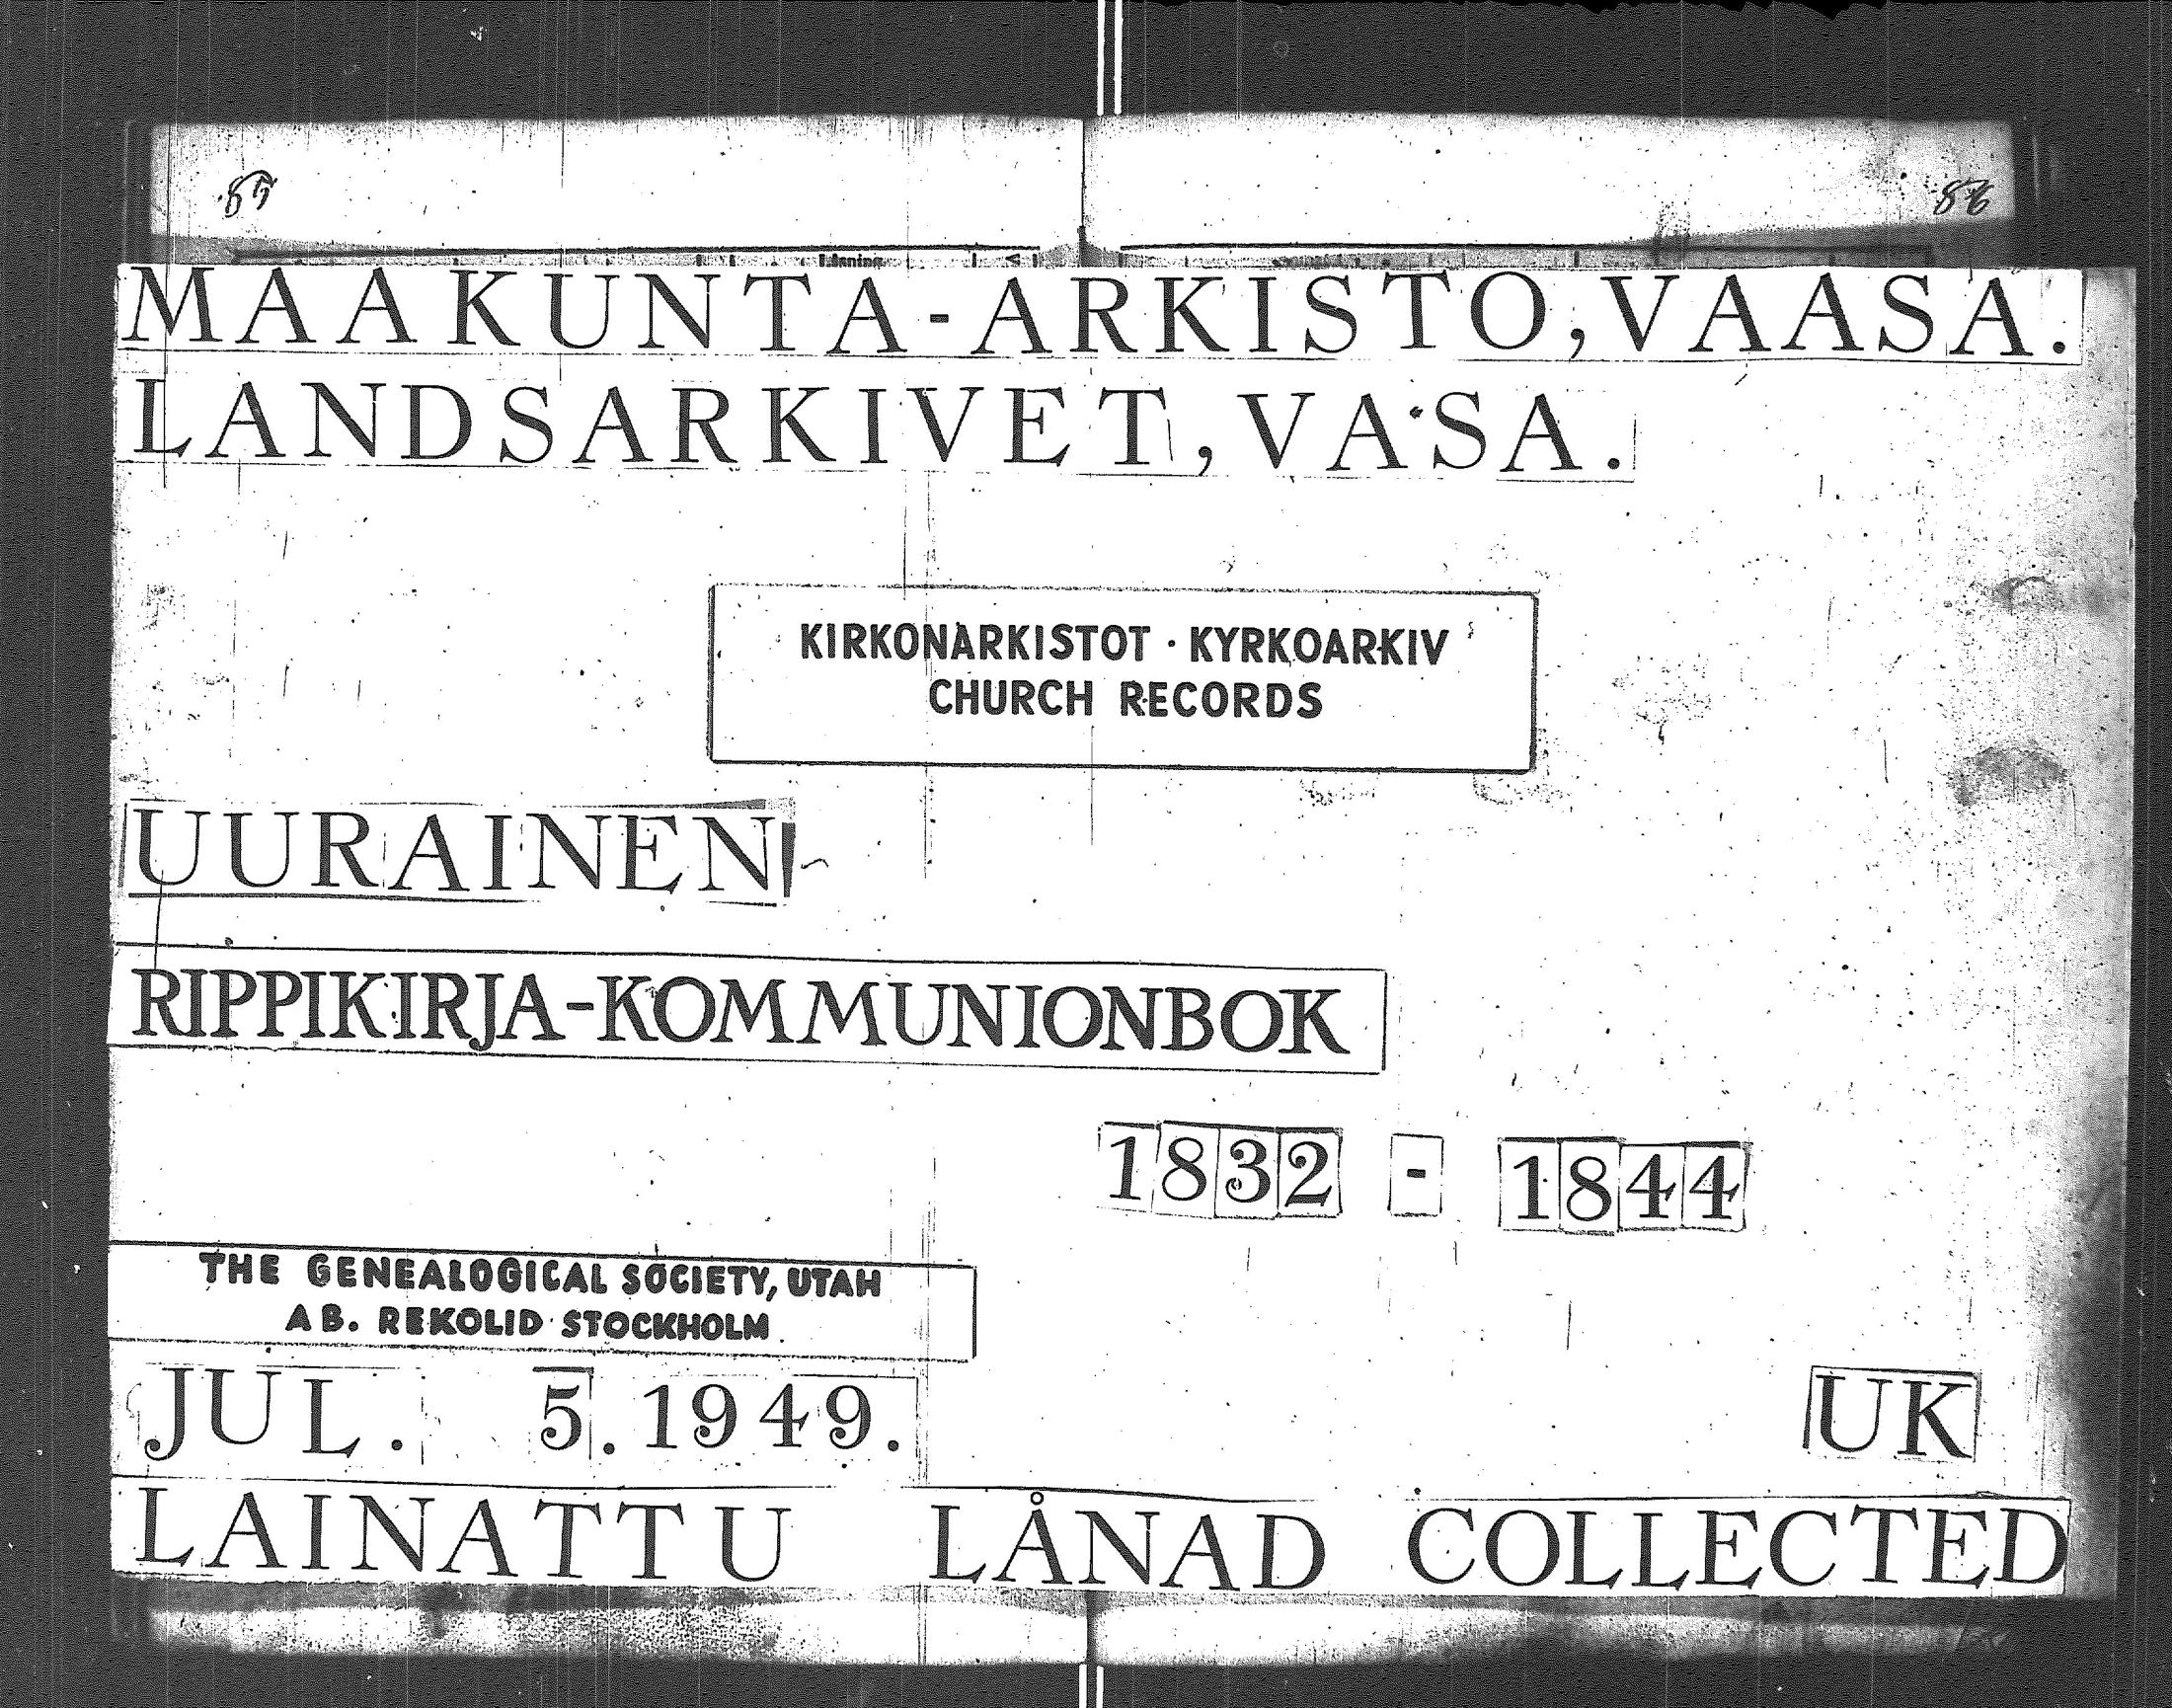 85 86
Läsning
MAAKUNTA-ARKISTO, VAASA.
LANDSARKIVET, VASA.
KIRKONARKISTOT · KYRKOARKIV
CHURCH RECORDS
UURAINEN
RIPPIKIRJA-KOMMUNIONBOK
1832 - 1844
THE GENEALOGICAL SOCIETY, UTAH
AB. REKOLID STOCKHOLM
JUL. 5. 1949. UK
LAINATTU LÅNAD COLLECTED